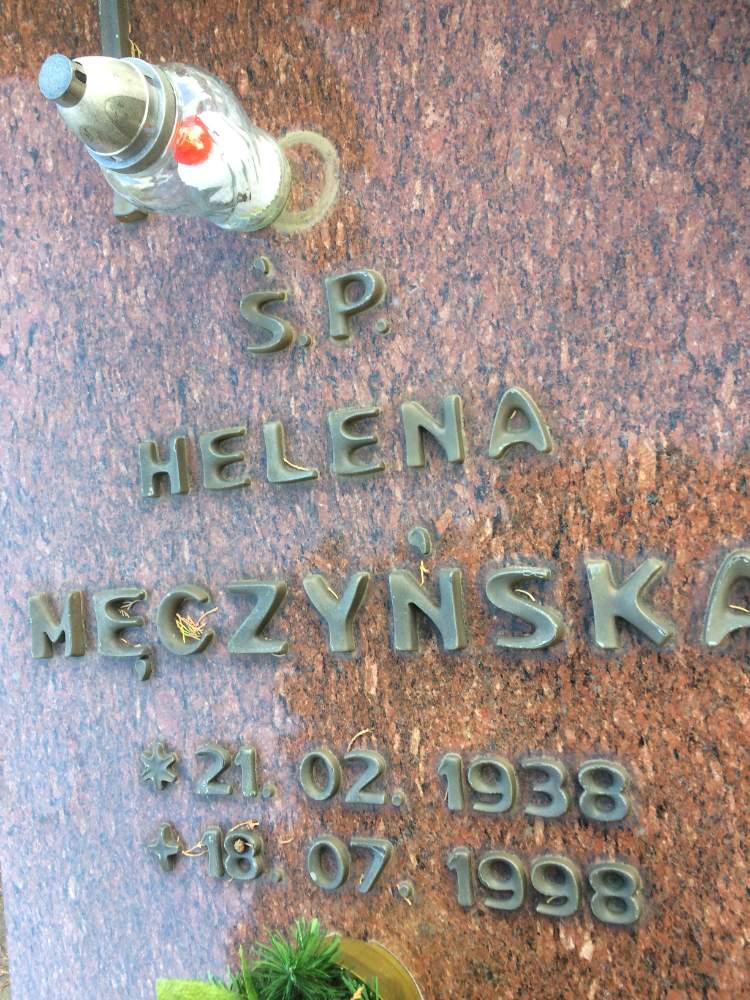 Ś.P.
HELENA
MĘCZYŃSKA
* 21. 02. 1938
+ 18. 07. 1998